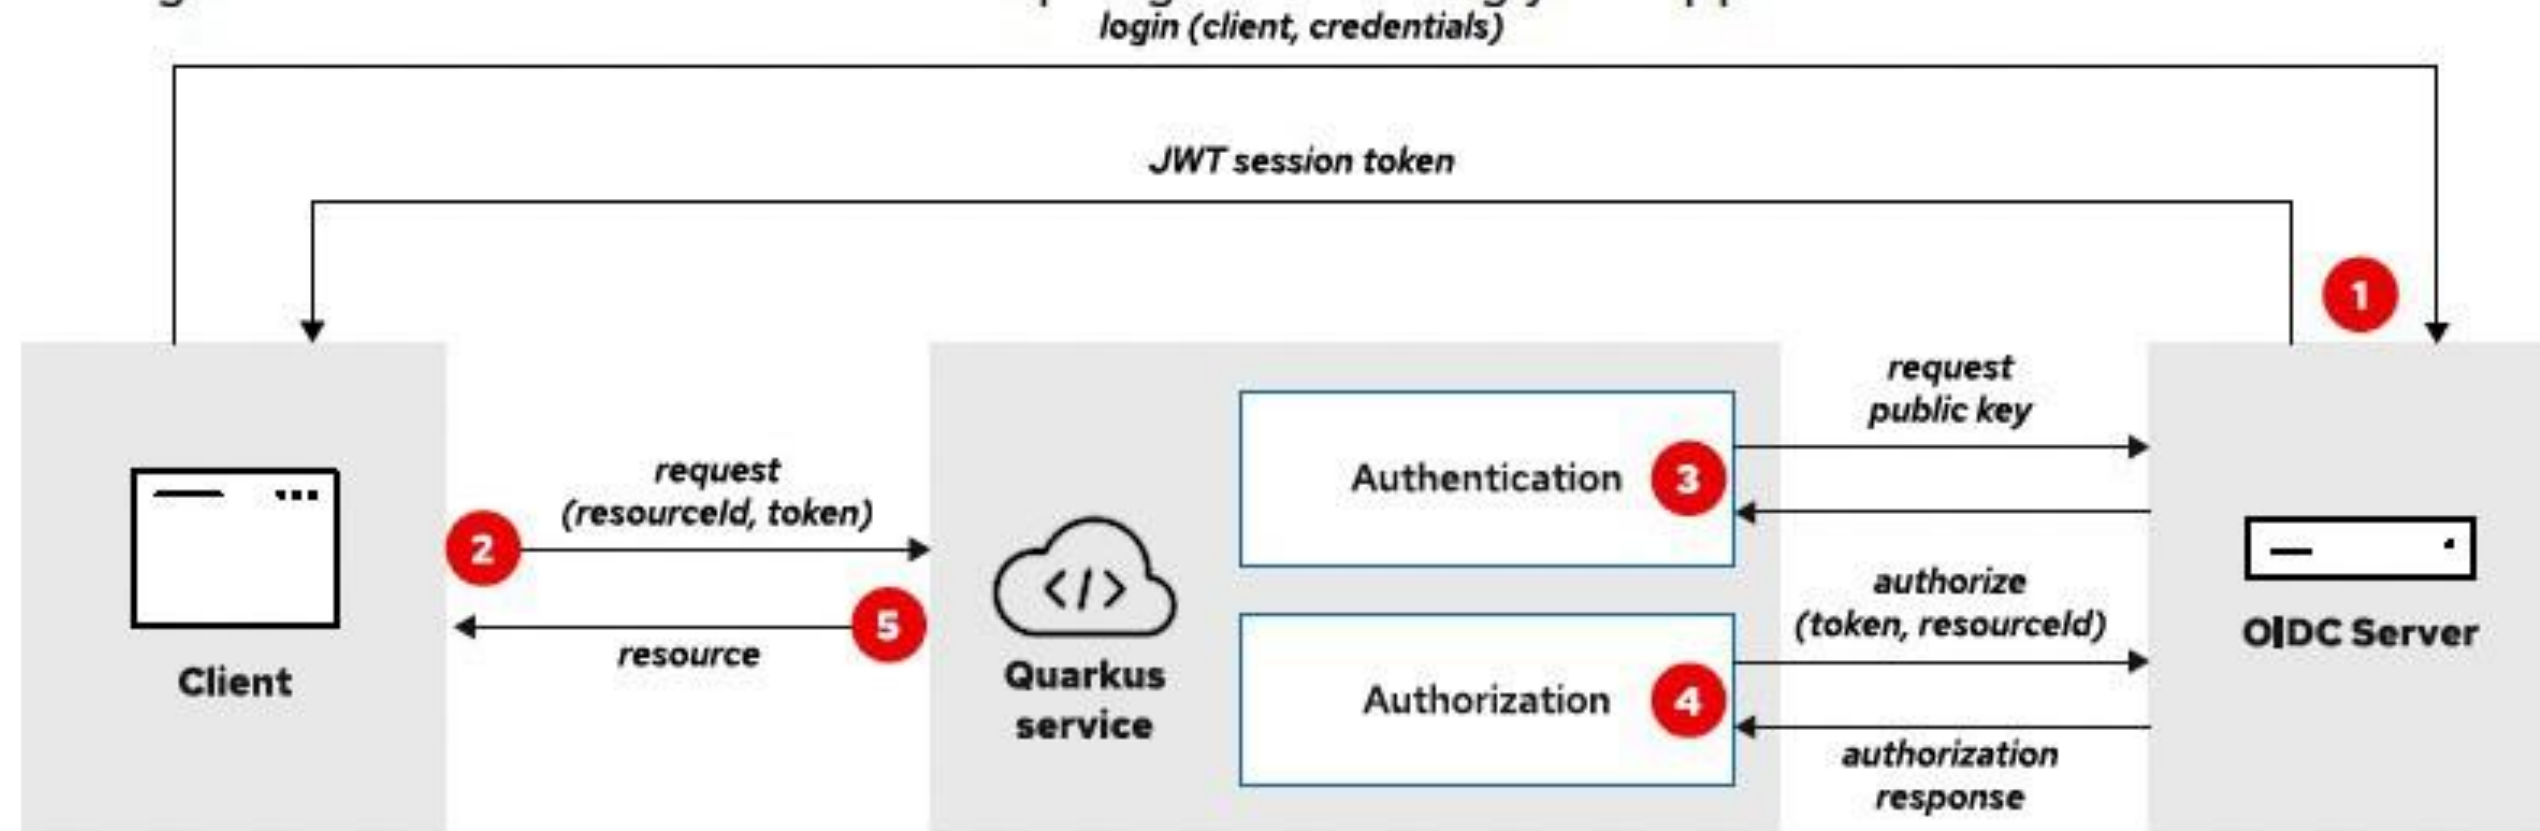 login (client, credentials)
JWT session token
1
request
public key
Authentication
3
request
(resourceId, token)
2
authorize
(token, resourceId)
5
resource
</>
Quarkus
service
Client
Authorization
4
OIDC Server
authorization
response